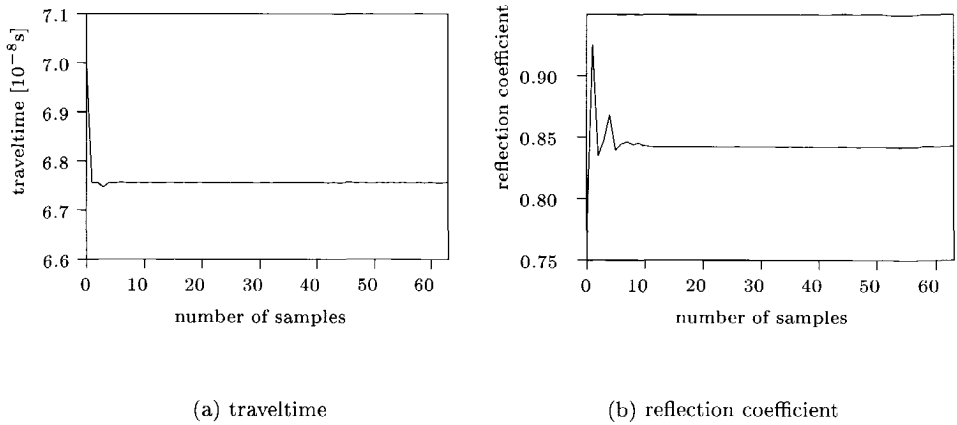 7.1
7.0
6.9
6.8
6.7
6.6
traveltime [10⁻⁸s]
0 10 20 30 40 50 60
number of samples
(a) traveltime
0.90
0.85
0.80
0.75
reflection coefficient
0 10 20 30 40 50 60
number of samples
(b) reflection coefficient